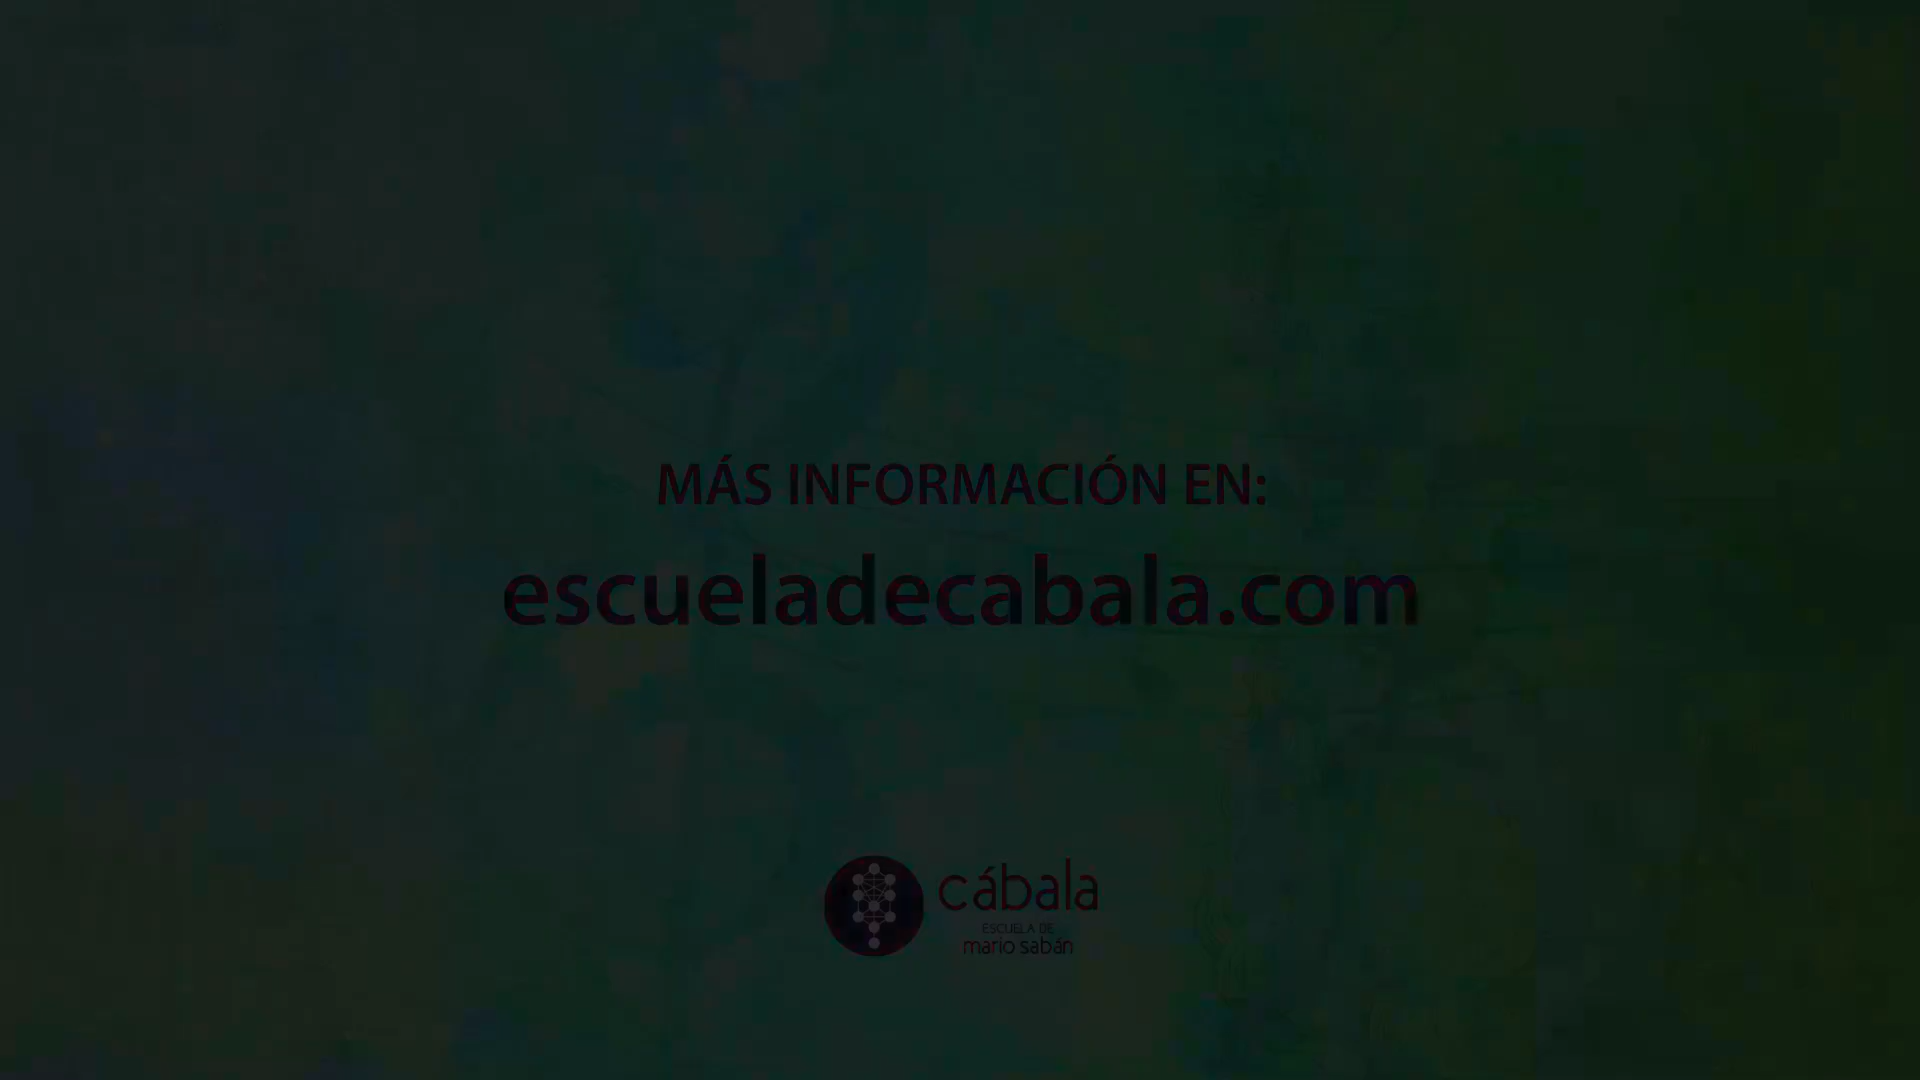 MÁS INFORMACIÓN EN:
escueladecabala.com
cábala
ESCUELA DE
mario sabán